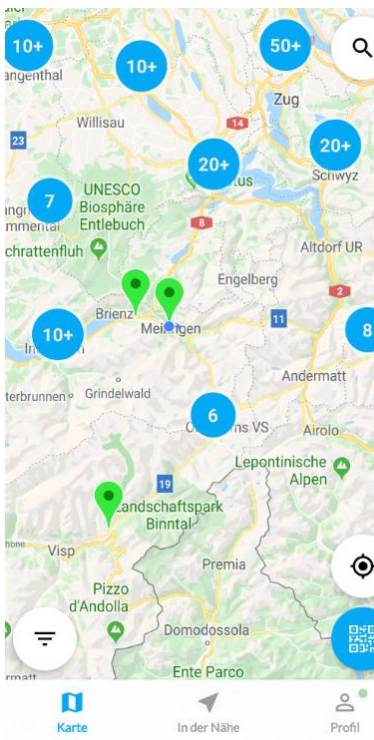 10+
10+
50+
angenthal
Zug
Willisau
14
23
20+
20+
Schwyz
7
UNESCO
Biosphäre
Entlebuch
8
chrattenfluh
Altdorf UR
Engelberg
2
Brienz
11
Meiringen
10+
8
Andermatt
terbrunnen
Grindelwald
6
Airolo
Lepontinische
Alpen
19
Landschaftspark
Binntal
Visp
Premia
Pizzo
d'Andolla
Domodossola
Ente Parco
Karte
In der Nähe
Profil